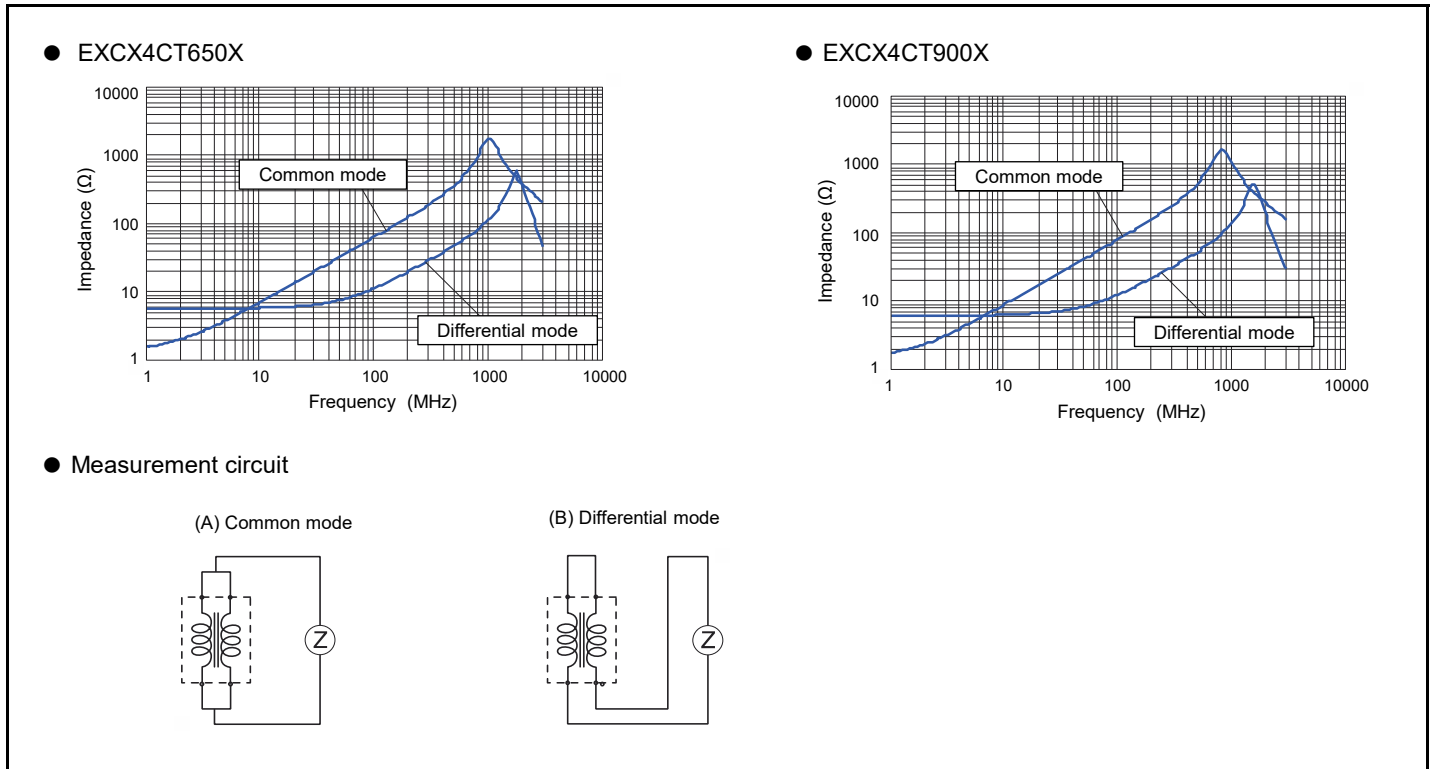 ● EXCX4CT650X
10000
1000
100
10
1
Impedance (Ω)
Common mode
Differential mode
1 10 100 1000 10000
Frequency (MHz)
● EXCX4CT900X
10000
1000
100
10
1
Impedance (Ω)
Common mode
Differential mode
1 10 100 1000 10000
Frequency (MHz)
● Measurement circuit
(A) Common mode
Z
(B) Differential mode
Z